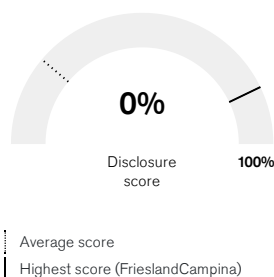 0%
Disclosure
score
100%
Average score
Highest score (FrieslandCampina)